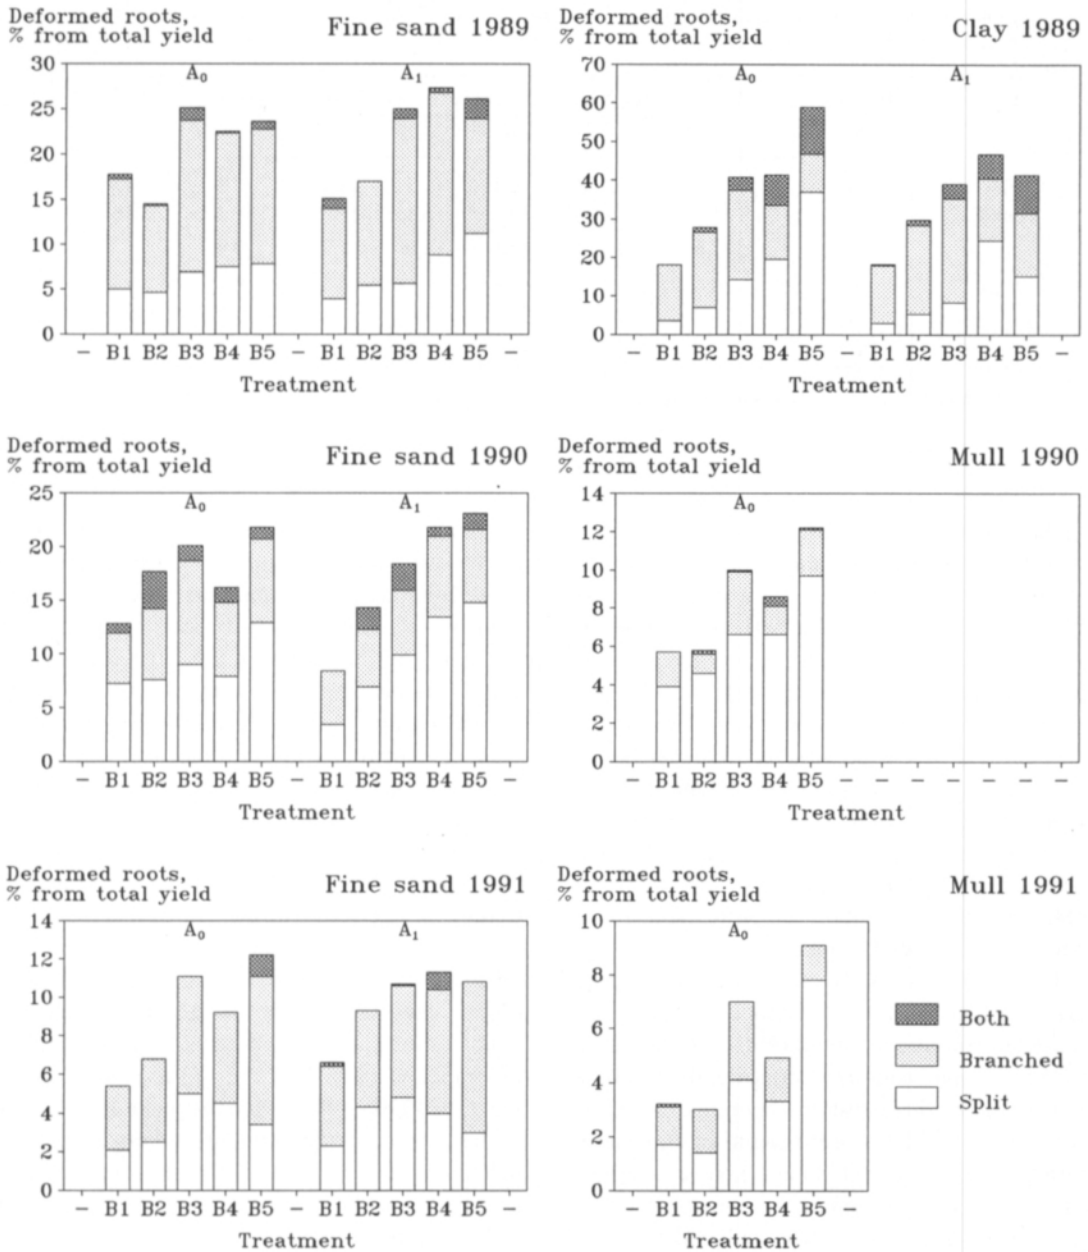 Deformed roots,
% from total yield
Fine sand 1989
30
25
20
15
10
5
0
A₀
A₁
– B1 B2 B3 B4 B5 – B1 B2 B3 B4 B5 –
Treatment
Deformed roots,
% from total yield
Clay 1989
70
60
50
40
30
20
10
0
A₀
A₁
– B1 B2 B3 B4 B5 – B1 B2 B3 B4 B5 –
Treatment
Deformed roots,
% from total yield
Fine sand 1990
25
20
15
10
5
0
A₀
A₁
– B1 B2 B3 B4 B5 – B1 B2 B3 B4 B5 –
Treatment
Deformed roots,
% from total yield
Mull 1990
14
12
10
8
6
4
2
0
A₀
– B1 B2 B3 B4 B5 – – – – – – –
Treatment
Deformed roots,
% from total yield
Fine sand 1991
14
12
10
8
6
4
2
0
A₀
A₁
– B1 B2 B3 B4 B5 – B1 B2 B3 B4 B5 –
Treatment
Deformed roots,
% from total yield
Mull 1991
10
8
6
4
2
0
A₀
– B1 B2 B3 B4 B5 –
Treatment
Both
Branched
Split